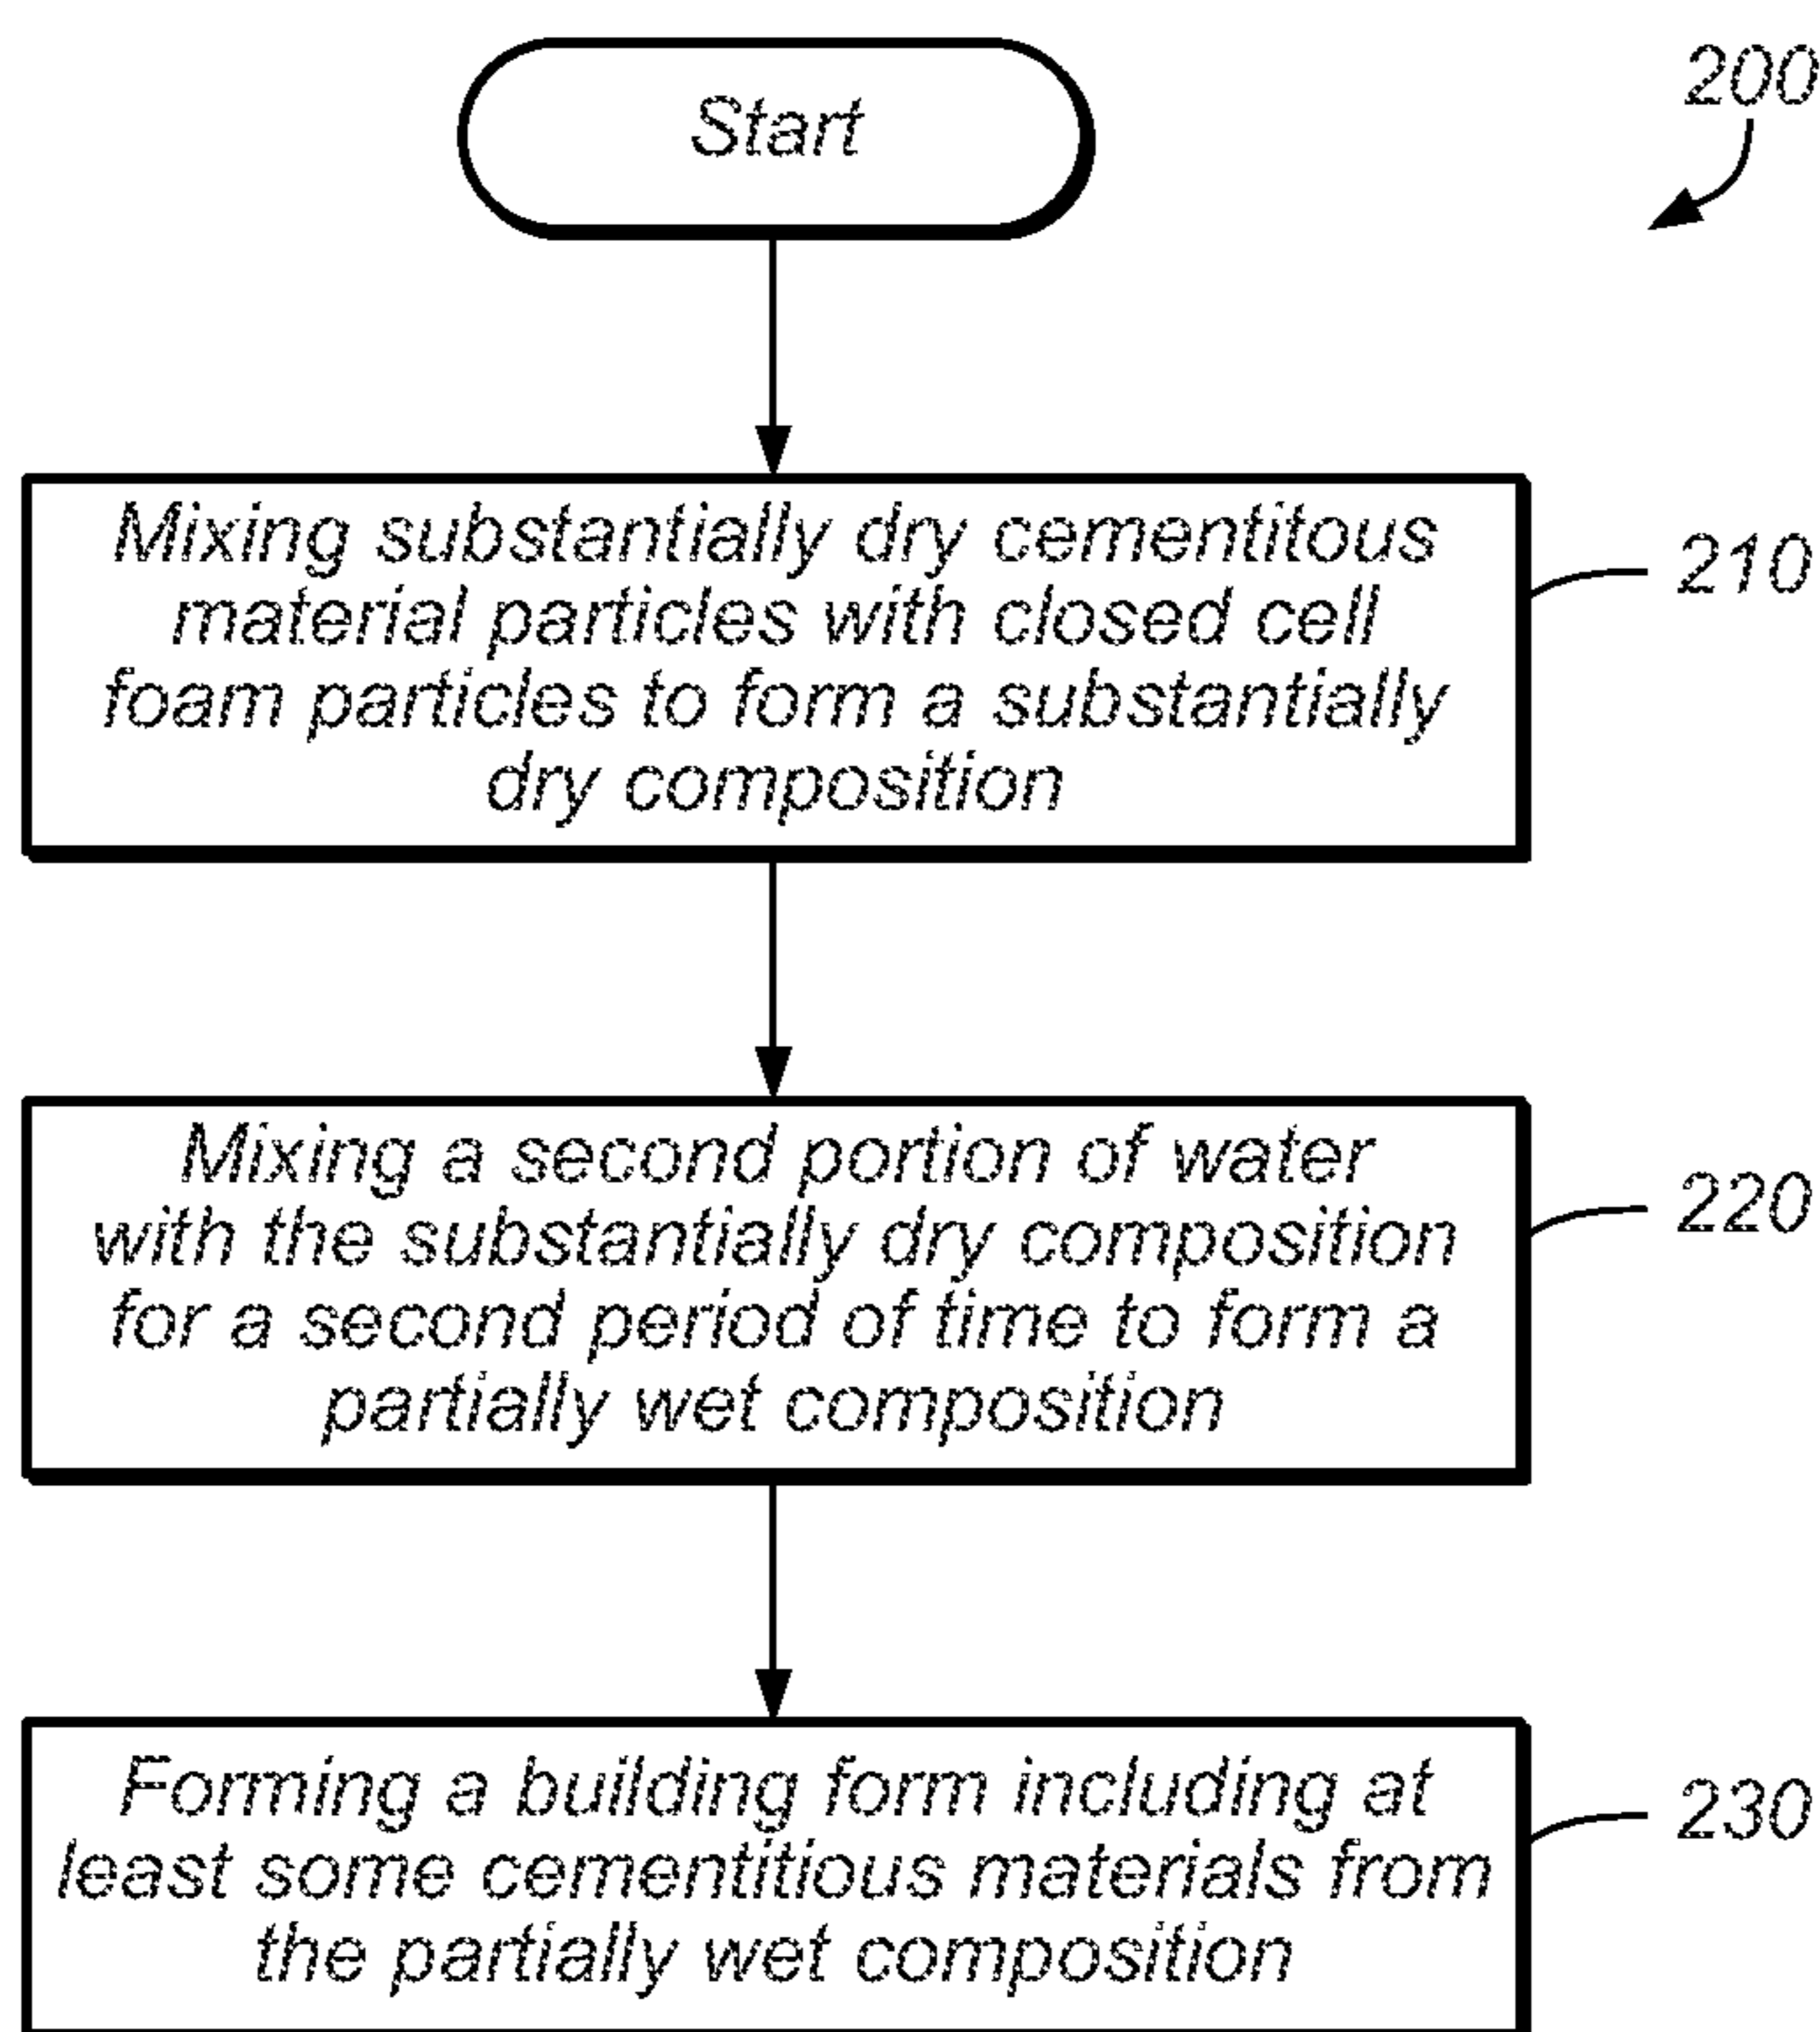 Start
200
Mixing substantially dry cementitous
material particles with closed cell
foam particles to form a substantially
dry composition
210
Mixing a second portion of water
with the substantially dry composition
for a second period of time to form a
partially wet composition
220
Forming a building form including at
least some cementitious materials from
the partially wet composition
230